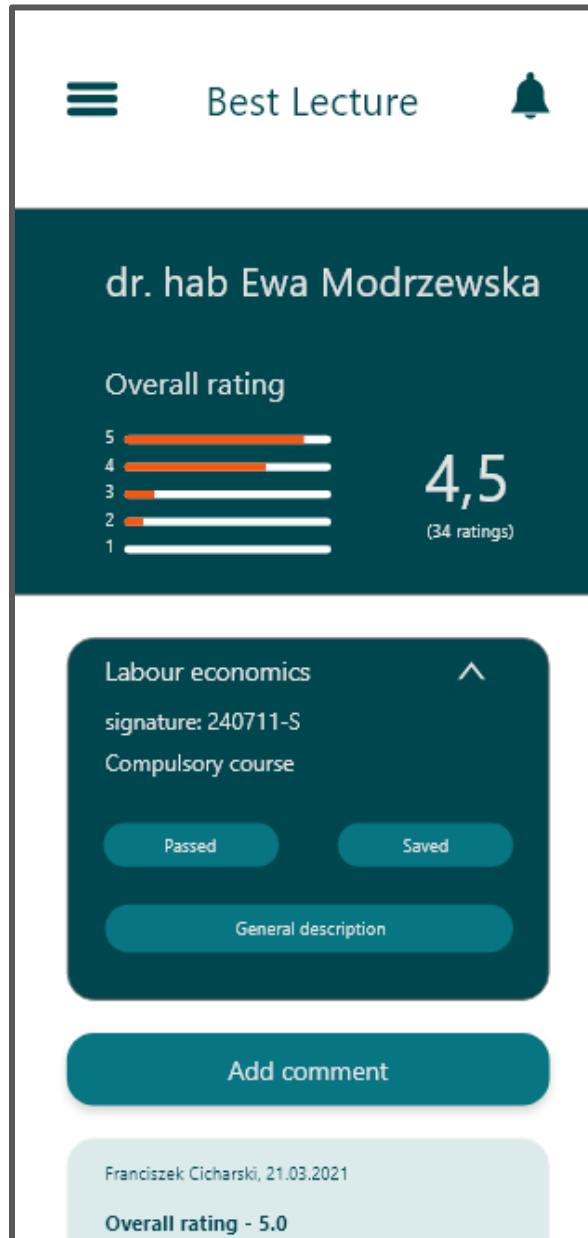 Best Lecture
dr. hab Ewa Modrzewska
Overall rating
5
4
3
2
1
4,5
(34 ratings)
Labour economics
signature: 240711-S
Compulsory course
Passed
Saved
General description
Add comment
Franciszek Cicharski, 21.03.2021
Overall rating - 5.0